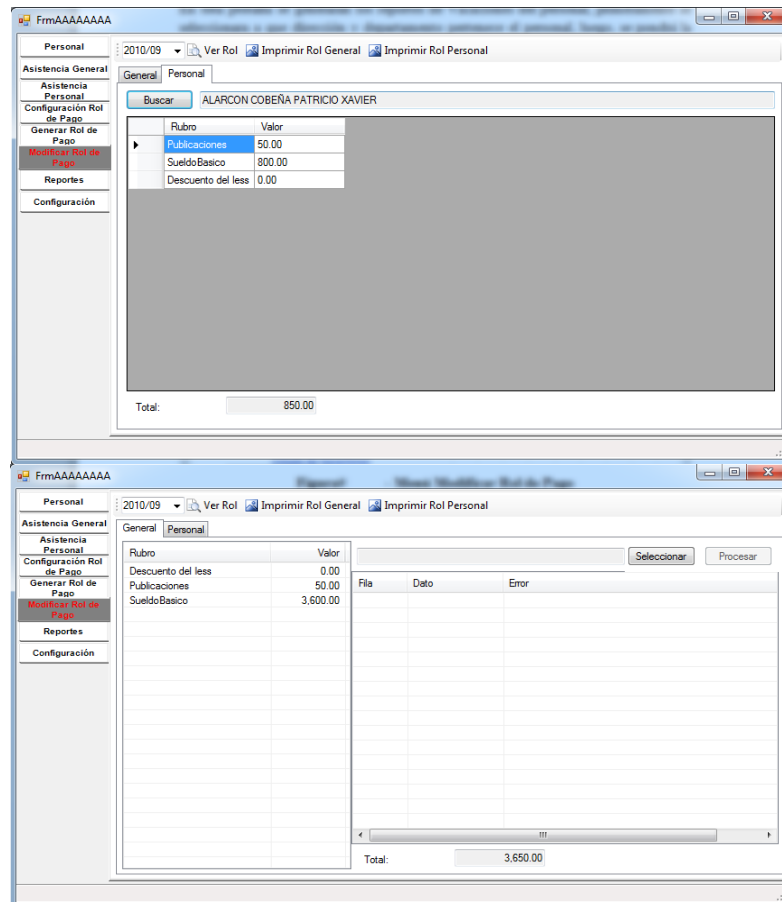 FrmAAAAAAAA
Personal
Asistencia General
Asistencia
Personal
Configuración Rol
de Pago
Generar Rol de
Pago
Modificar Rol de
Pago
Reportes
Configuración
2010/09 Ver Rol Imprimir Rol General Imprimir Rol Personal
General Personal
Buscar ALARCON COBEÑA PATRICIO XAVIER
Rubro Valor
Publicaciones 50.00
SueldoBasico 800.00
Descuento del Iess 0.00
Total: 850.00
Menú Modificar Rol de Pago
FrmAAAAAAAA
Personal
Asistencia General
Asistencia
Personal
Configuración Rol
de Pago
Generar Rol de
Pago
Modificar Rol de
Pago
Reportes
Configuración
2010/09 Ver Rol Imprimir Rol General Imprimir Rol Personal
General Personal
Rubro Valor
Descuento del Iess 0.00
Publicaciones 50.00
SueldoBasico 3,600.00
Seleccionar Procesar
Fila Dato Error
Total: 3,650.00